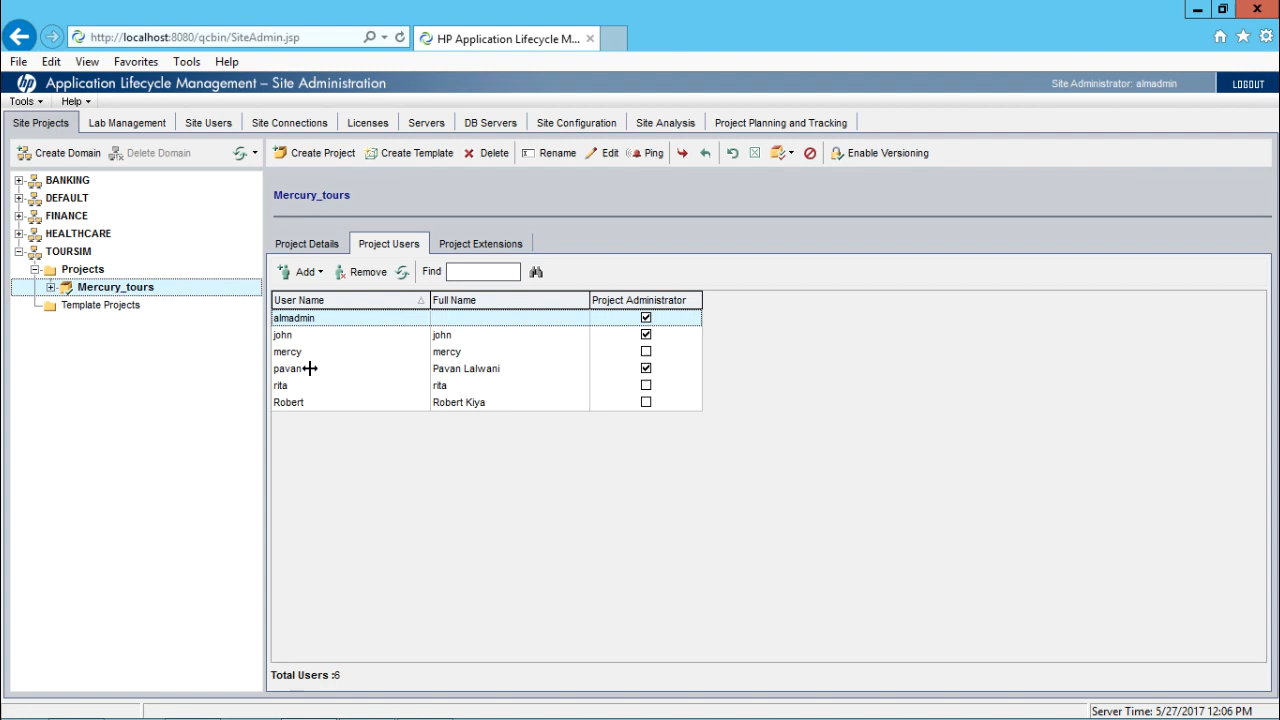 http://localhost:8080/qcbin/SiteAdmin.jsp
HP Application Lifecycle M...
File Edit View Favorites Tools Help
hp Application Lifecycle Management – Site Administration
Site Administrator: almadmin LOGOUT
Tools Help
Site Projects Lab Management Site Users Site Connections Licenses Servers DB Servers Site Configuration Site Analysis Project Planning and Tracking
Create Domain Delete Domain
Create Project Create Template Delete Rename Edit Ping Enable Versioning
BANKING
DEFAULT
FINANCE
HEALTHCARE
TOURSIM
Projects
Mercury_tours
Template Projects
Mercury_tours
Project Details Project Users Project Extensions
Add Remove Find
User Name Full Name Project Administrator
almadmin
john john
mercy mercy
pavan Pavan Lalwani
rita rita
Robert Robert Kiya
Total Users :6
Server Time: 5/27/2017 12:06 PM